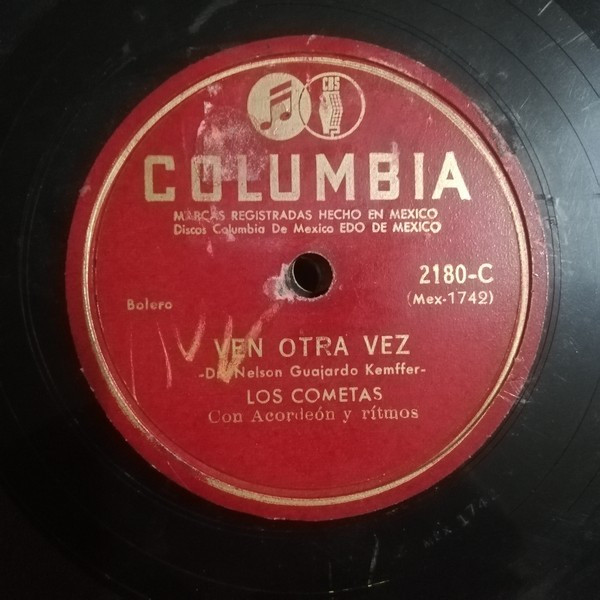 CBS
COLUMBIA
MARCAS REGISTRADAS HECHO EN MEXICO
Discos Columbia De Mexico EDO DE MEXICO
2180-C
(Mex-1742)
Bolero
VEN OTRA VEZ
-Dr. Nelson Guajardo Kemffer-
LOS COMETAS
Con Acordeón y rítmos